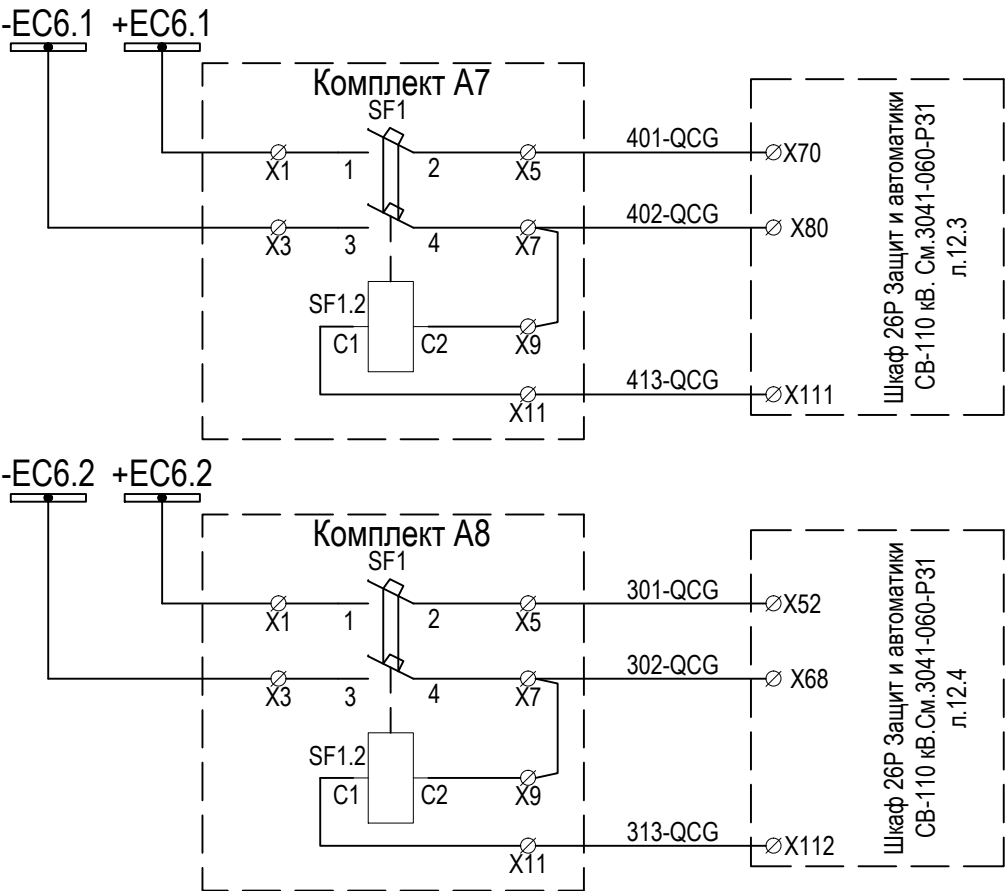 -EC6.1 +EC6.1
Комплект А7
SF1
401-QCG
X1 1 2 X5 X70
402-QCG
X3 3 4 X7 X80
SF1.2
C1 C2 X9
413-QCG
X11 X111
Шкаф 26Р Защит и автоматики
СВ-110 кВ. См.3041-060-РЗ1
л.12.3
-EC6.2 +EC6.2
Комплект А8
SF1
301-QCG
X1 1 2 X5 X52
302-QCG
X3 3 4 X7 X68
SF1.2
C1 C2 X9
313-QCG
X11 X112
Шкаф 26Р Защит и автоматики
СВ-110 кВ.См.3041-060-РЗ1
л.12.4